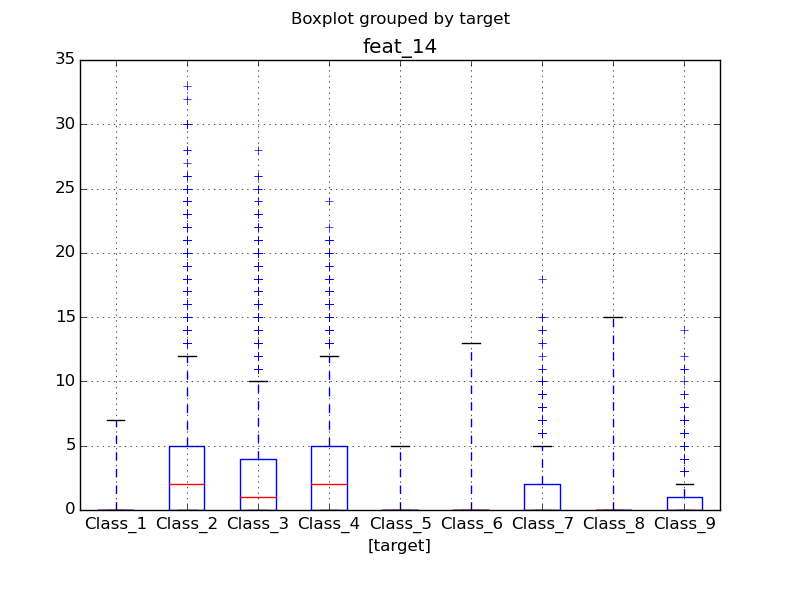 Boxplot grouped by target
feat_14
35
30
25
20
15
10
5
0
Class_1 Class_2 Class_3 Class_4 Class_5 Class_6 Class_7 Class_8 Class_9
[target]